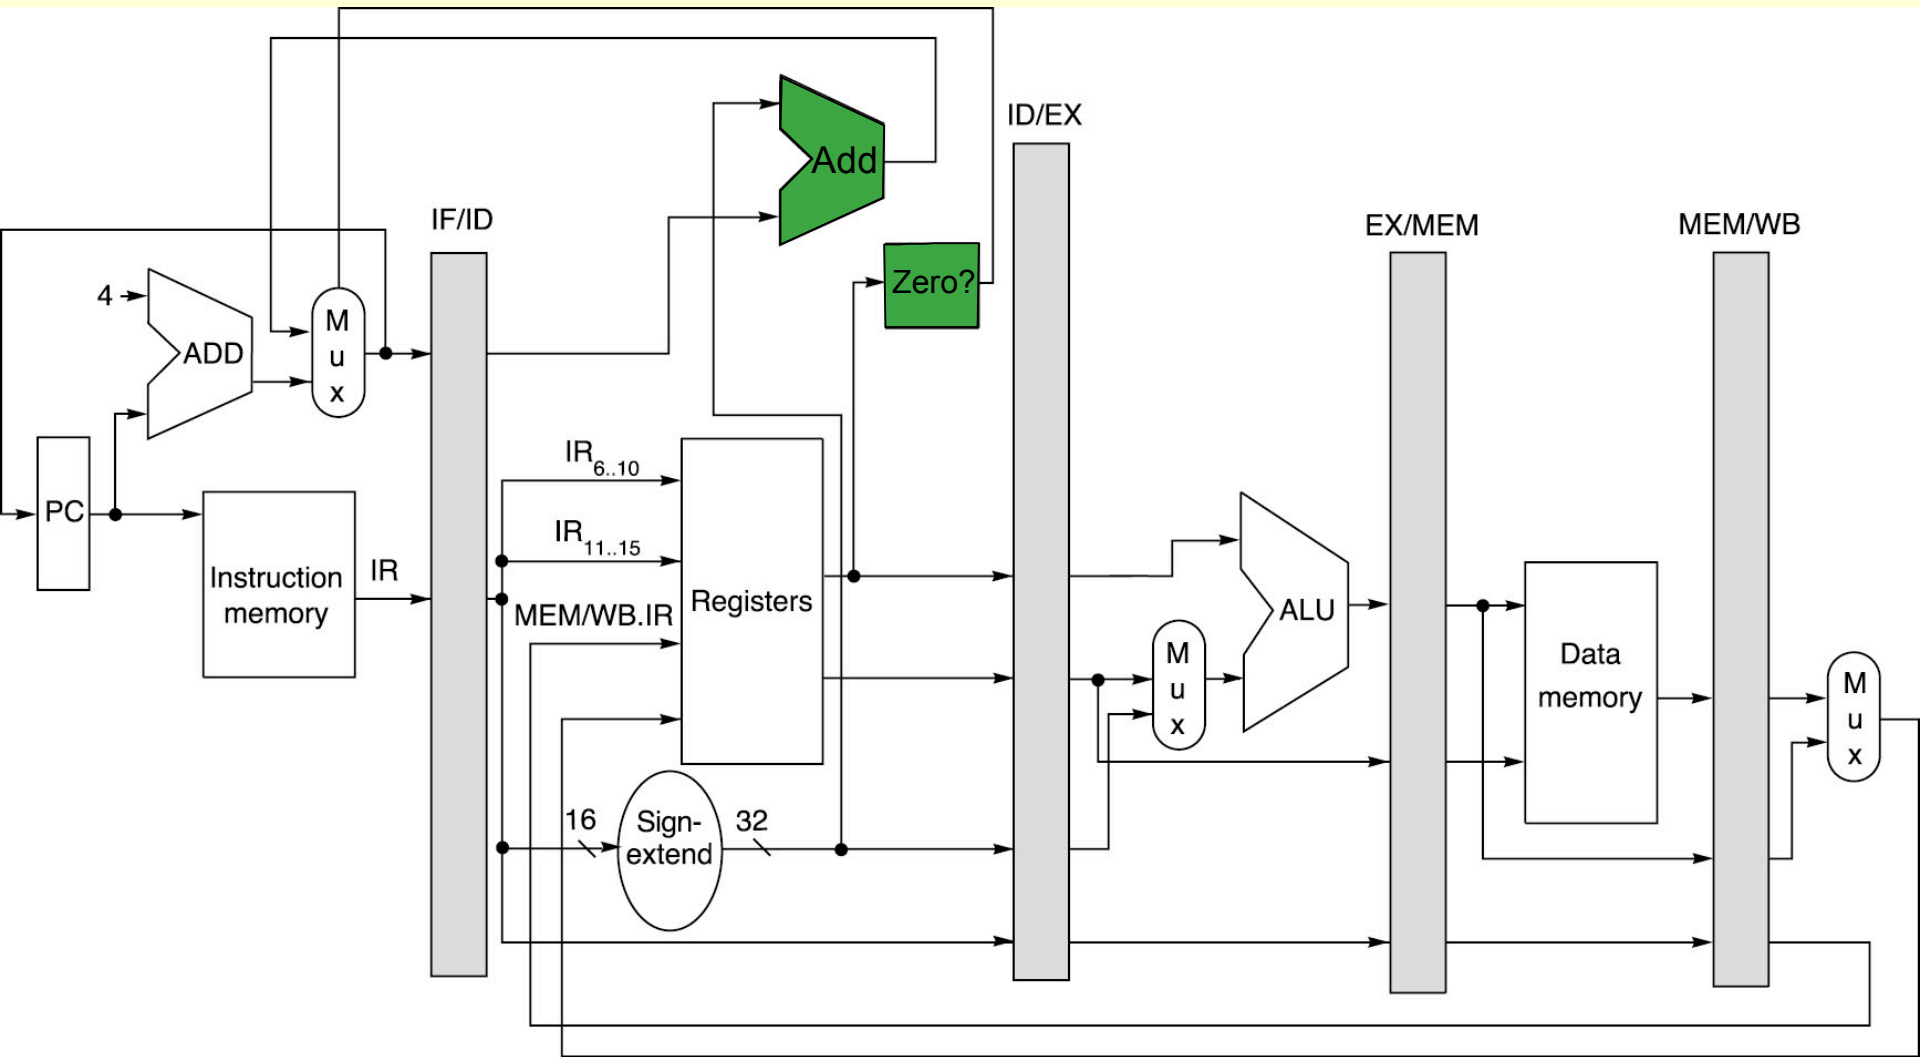 ID/EX
Add
IF/ID
EX/MEM
MEM/WB
Zero?
4
ADD
M
u
x
IR6..10
PC
IR11..15
IR
Instruction
memory
MEM/WB.IR
Registers
ALU
M
u
x
Data
memory
M
u
x
16
Sign-
extend
32